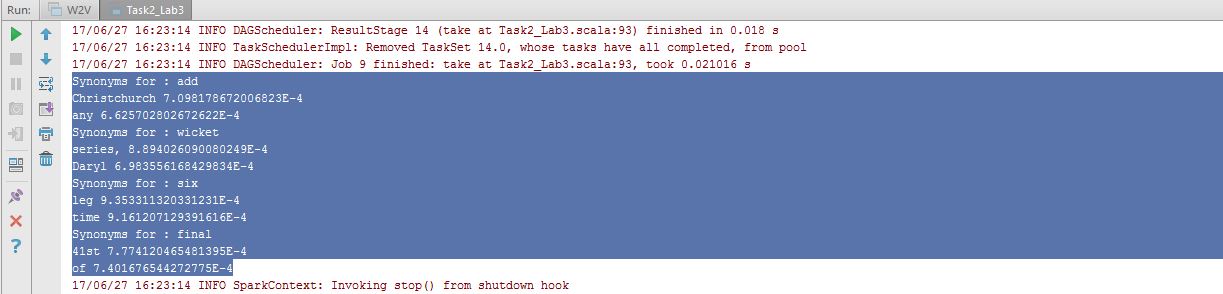 Run: W2V Task2_Lab3
17/06/27 16:23:14 INFO DAGScheduler: ResultStage 14 (take at Task2_Lab3.scala:93) finished in 0.018 s
17/06/27 16:23:14 INFO TaskSchedulerImpl: Removed TaskSet 14.0, whose tasks have all completed, from pool
17/06/27 16:23:14 INFO DAGScheduler: Job 9 finished: take at Task2_Lab3.scala:93, took 0.021016 s
Synonyms for : add
Christchurch 7.098178672006823E-4
any 6.625702802672622E-4
Synonyms for : wicket
series, 8.894026090080249E-4
Daryl 6.983556168429834E-4
Synonyms for : six
leg 9.353311320331231E-4
time 9.161207129391616E-4
Synonyms for : final
41st 7.774120465481395E-4
of 7.401676544272775E-4
17/06/27 16:23:14 INFO SparkContext: Invoking stop() from shutdown hook